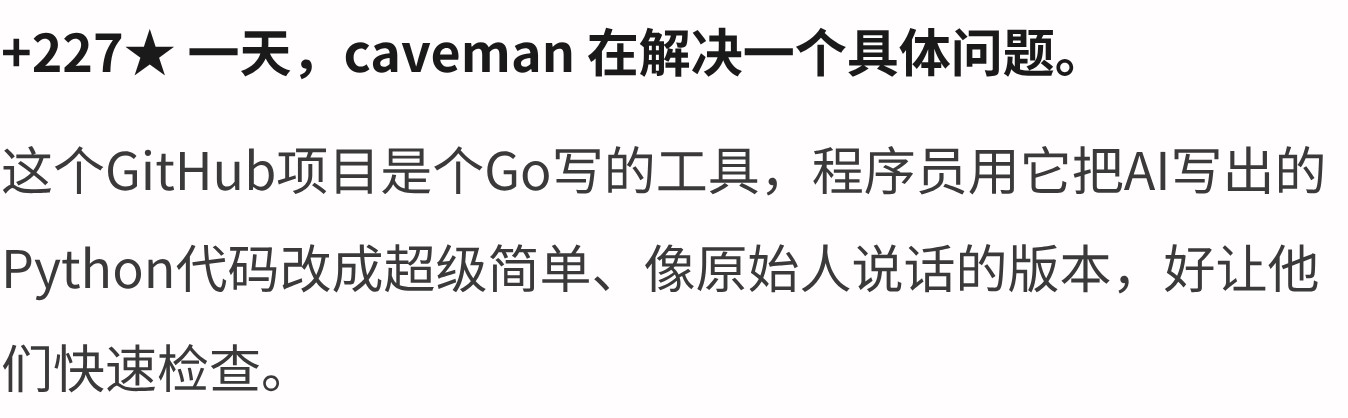 +227★ 一天，caveman 在解决一个具体问题。
这个GitHub项目是个Go写的工具，程序员用它把AI写出的
Python代码改成超级简单、像原始人说话的版本，好让他
们快速检查。